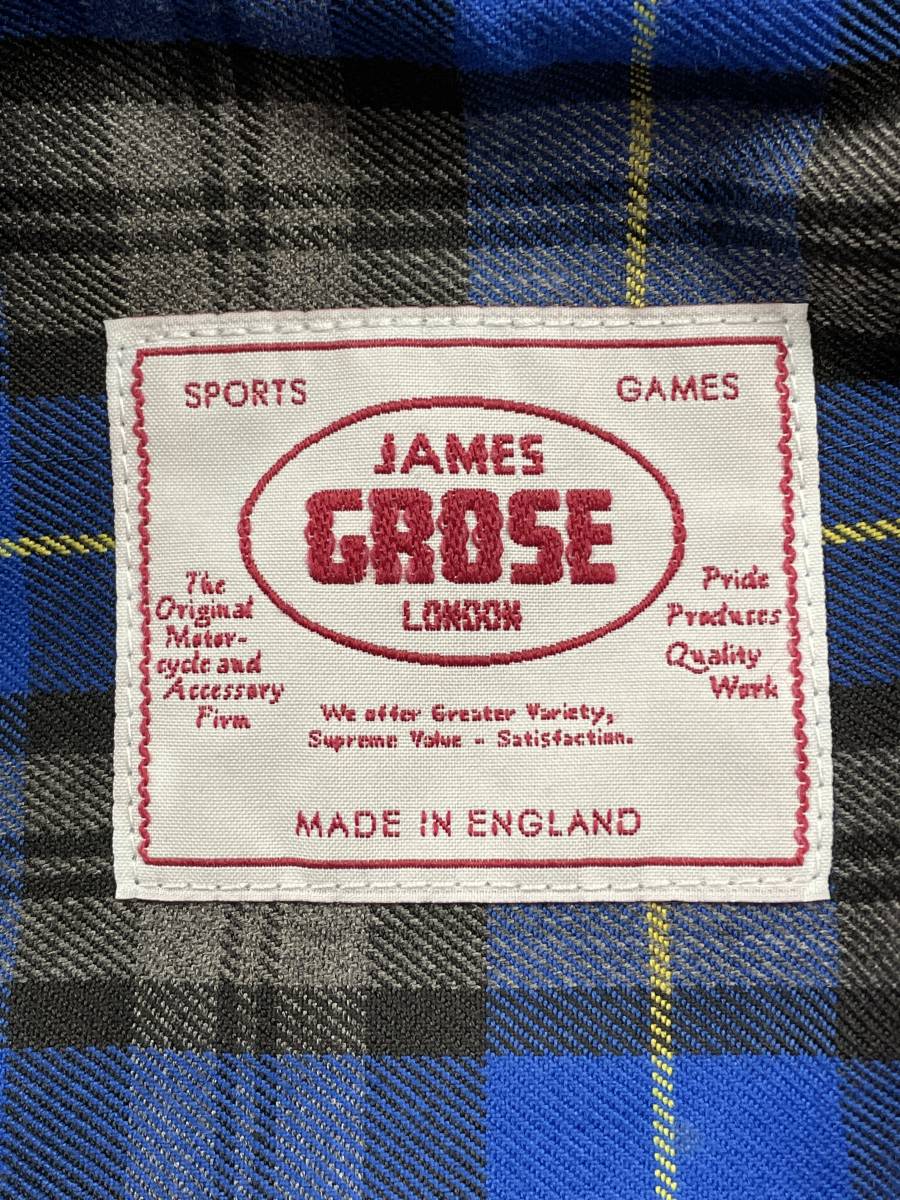 SPORTS
GAMES
JAMES
GROSE
LONDON
The
Original
Motor-
cycle and
Accessory
Firm
Pride
Produces
Quality
Work
We offer Greater Variety,
Supreme Value - Satisfaction.
MADE IN ENGLAND